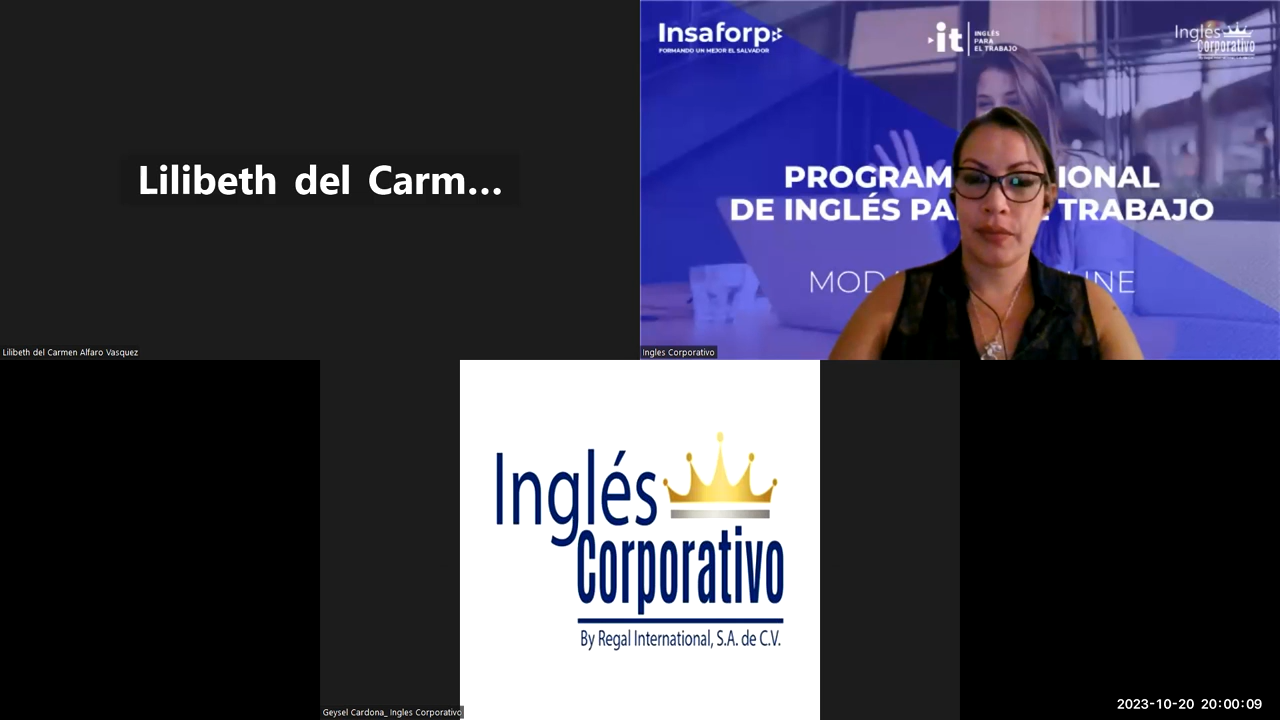 Lilibeth del Carm...
Lilibeth del Carmen Alfaro Vasquez
Insaforp
FORMANDO UN MEJOR EL SALVADOR
it
INGLÉS
PARA
EL TRABAJO
Inglés
Corporativo
PROGRAM IONAL
DE INGLÉS PA TRABAJO
MOD INE
Ingles Corporativo
Inglés
Corporativo
By Regal International, S.A. de C.V.
Geysel Cardona_ Ingles Corporativo
2023-10-20 20:00:09